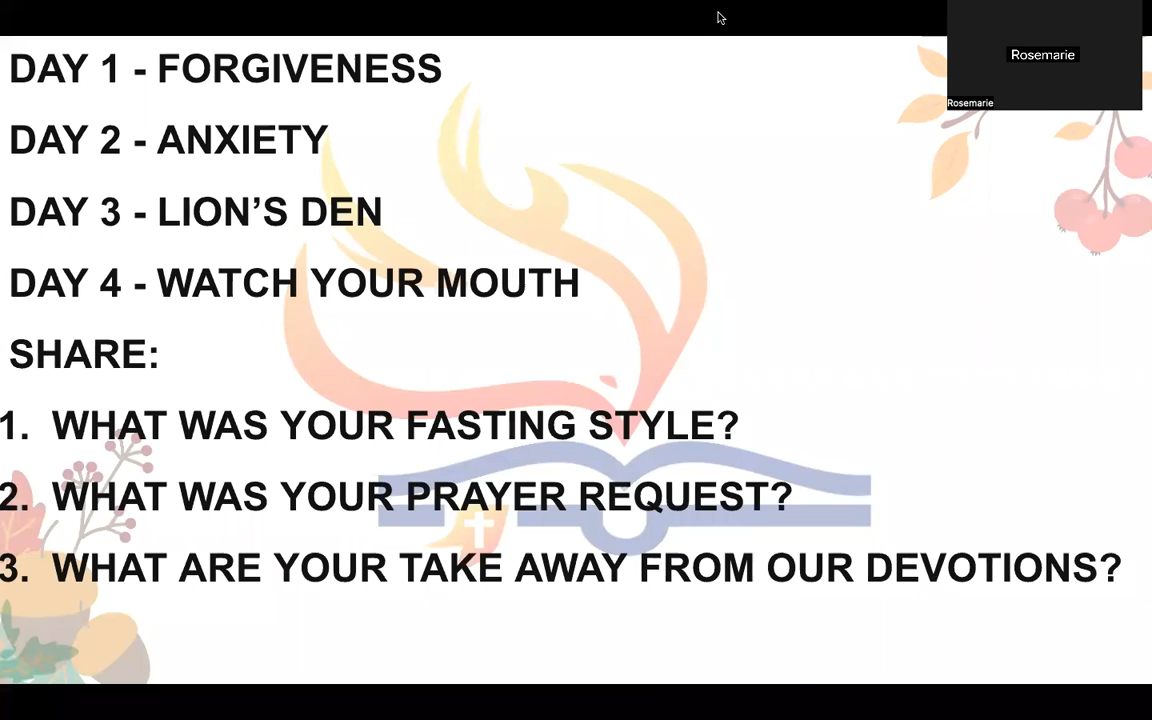 Rosemarie
Rosemarie
DAY 1 - FORGIVENESS
DAY 2 - ANXIETY
DAY 3 - LION’S DEN
DAY 4 - WATCH YOUR MOUTH
SHARE:
1. WHAT WAS YOUR FASTING STYLE?
2. WHAT WAS YOUR PRAYER REQUEST?
3. WHAT ARE YOUR TAKE AWAY FROM OUR DEVOTIONS?